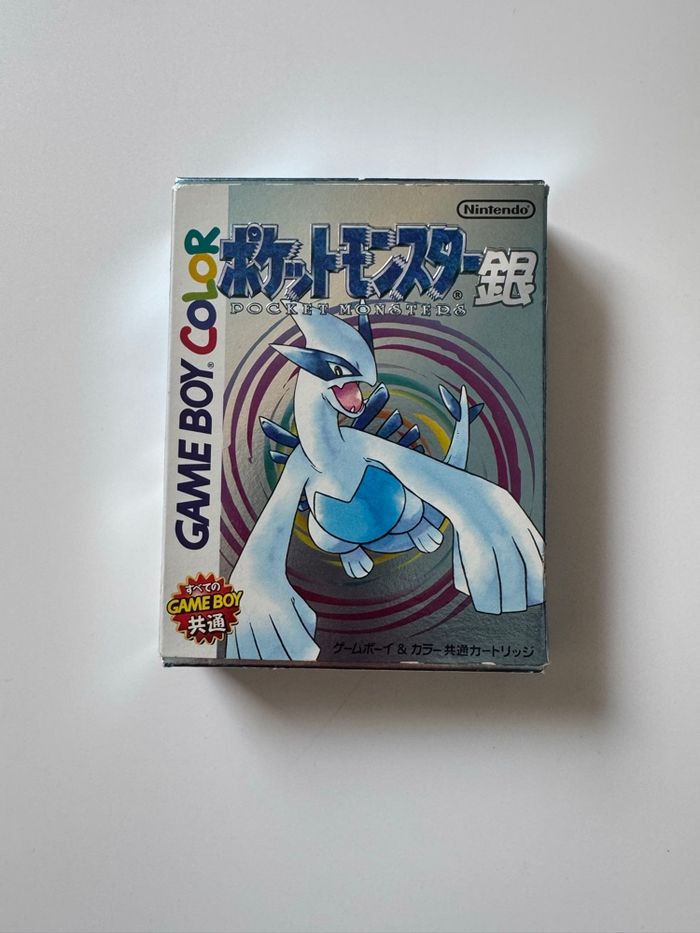 Nintendo®
GAME BOY® COLOR
ポケットモンスター® 銀
POCKET MONSTERS
すべての
GAME BOY
共通
ゲームボーイ & カラー共通カートリッジ